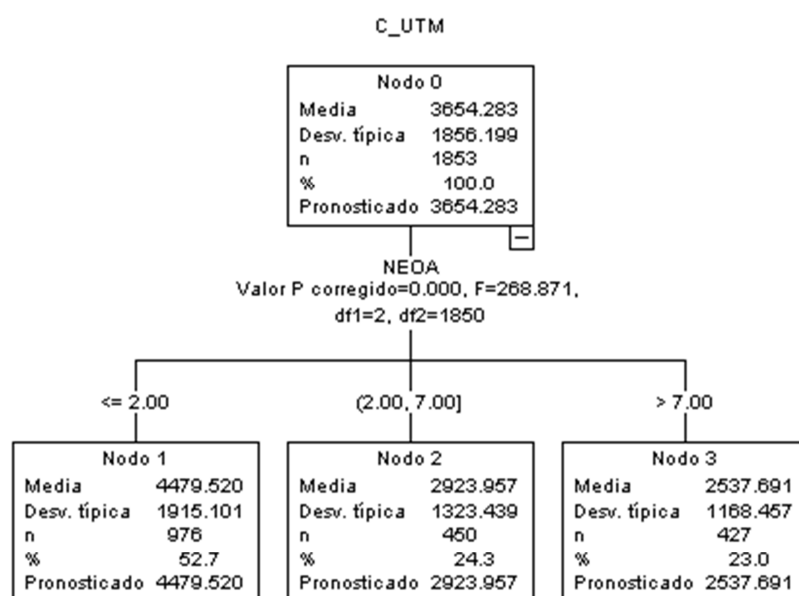 C_UTM
Nodo 0
Media 3654.283
Desv. típica 1856.199
n 1853
% 100.0
Pronosticado 3654.283
NEOA
Valor P corregido=0.000, F=268.871,
df1=2, df2=1850
<= 2.00
(2.00, 7.00]
> 7.00
Nodo 1
Media 4479.520
Desv. típica 1915.101
n 976
% 52.7
Pronosticado 4479.520
Nodo 2
Media 2923.957
Desv. típica 1323.439
n 450
% 24.3
Pronosticado 2923.957
Nodo 3
Media 2537.691
Desv. típica 1168.457
n 427
% 23.0
Pronosticado 2537.691